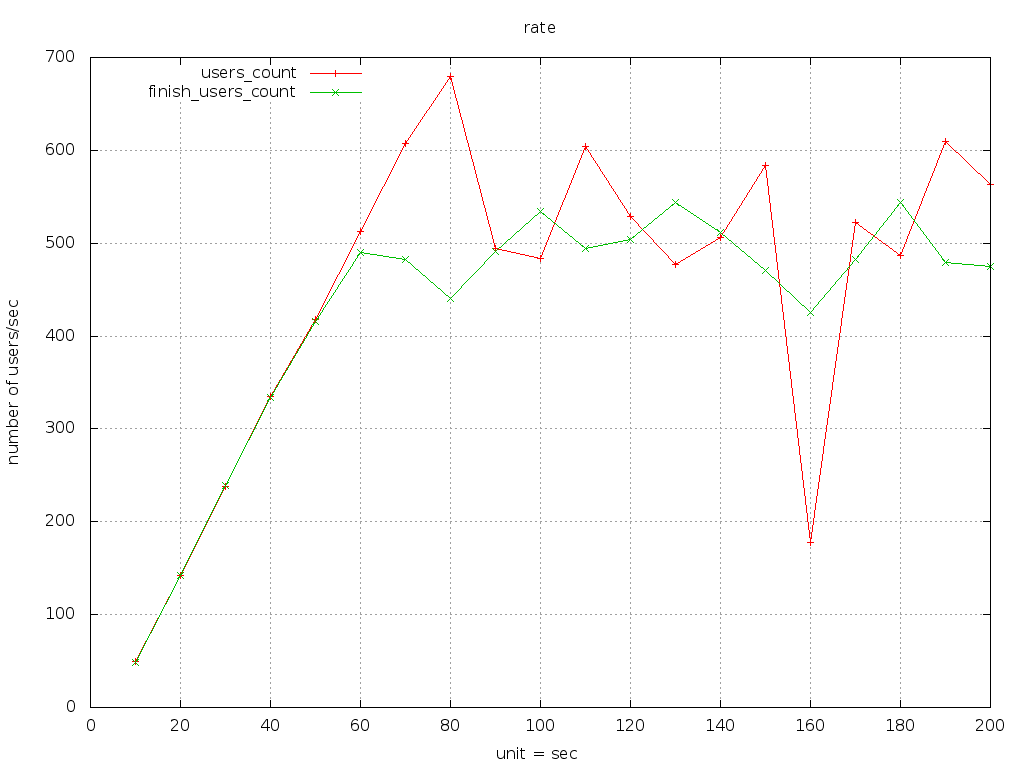 rate
700
users_count
finish_users_count
600
500
400
300
200
100
0
number of users/sec
0 20 40 60 80 100 120 140 160 180 200
unit = sec